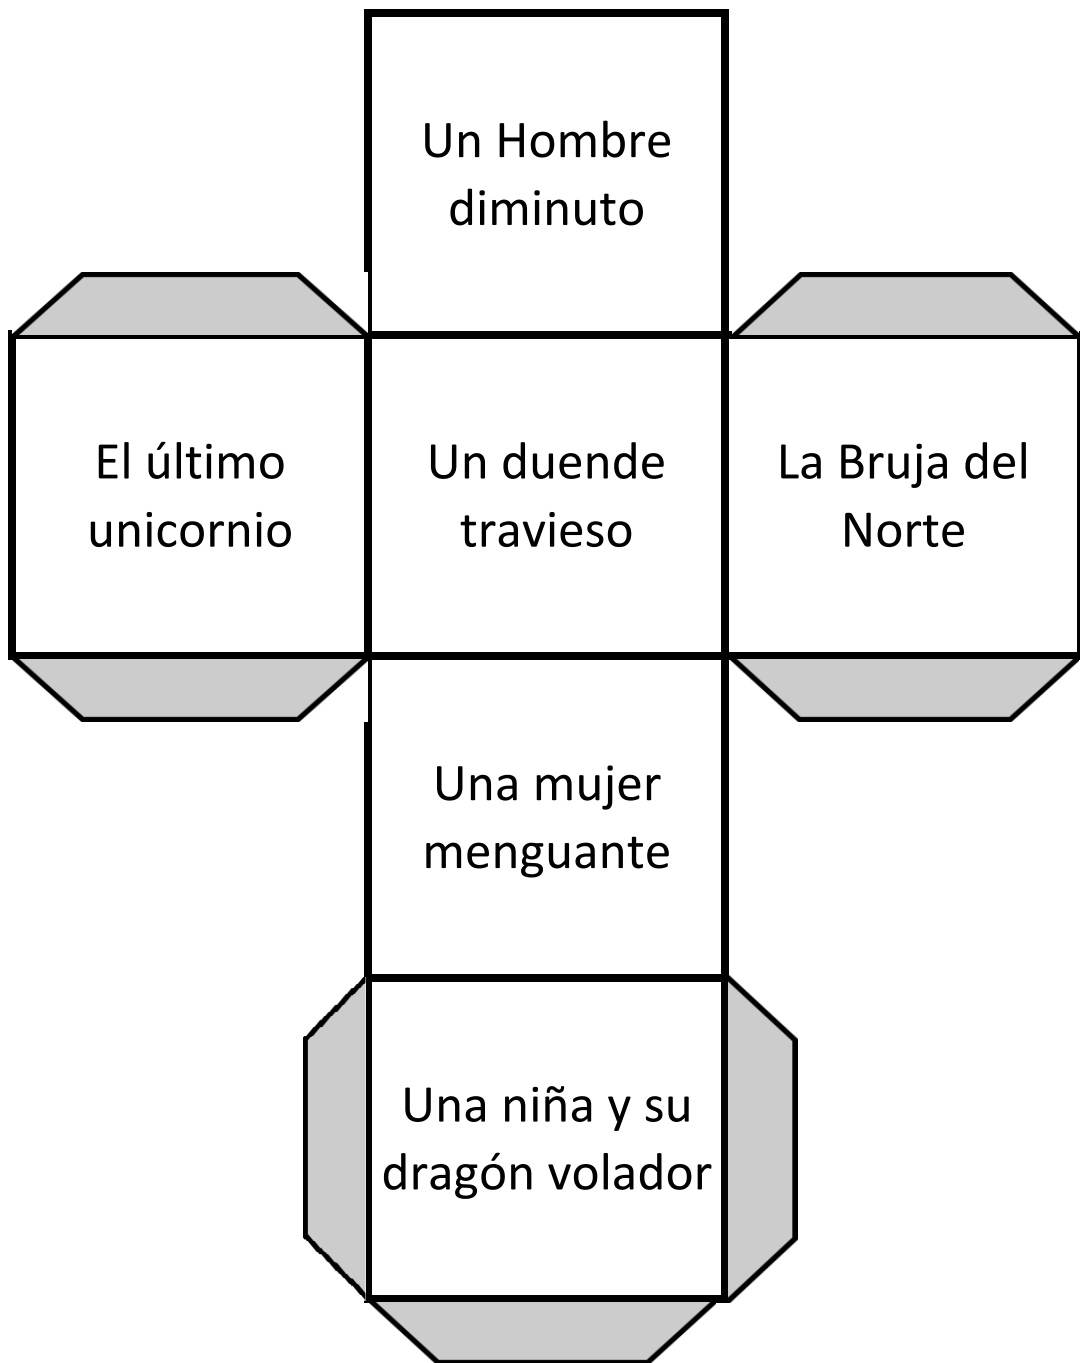 Un Hombre
diminuto
El último
unicornio
Un duende
travieso
La Bruja del
Norte
Una mujer
menguante
Una niña y su
dragón volador